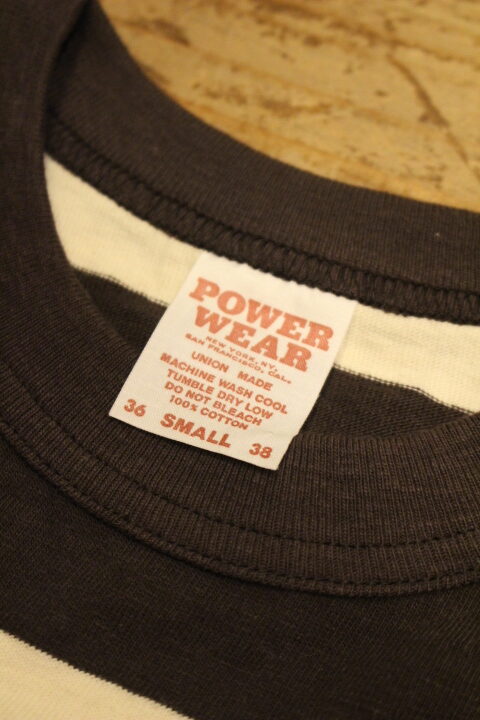 POWER
WEAR
NEW YORK, NY.
SAN FRANCISCO, CAL.
UNION MADE
MACHINE WASH COOL
TUMBLE DRY LOW
DO NOT BLEACH
100% COTTON
36 SMALL 38